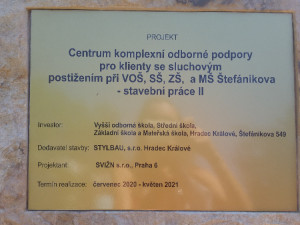 PROJEKT
Centrum komplexní odborné podpory
pro klienty se sluchovým
postižením při VOŠ, SŠ, ZŠ, a MŠ Štefánikova
- stavební práce II
Investor: Vyšší odborná škola, Střední škola,
Základní škola a Mateřská škola, Hradec Králové, Štefánikova 549
Dodavatel stavby: STYLBAU, s.r.o. Hradec Králové
Projektant: SVIŽN s.r.o., Praha 6
Termín realizace: červenec 2020 - květen 2021